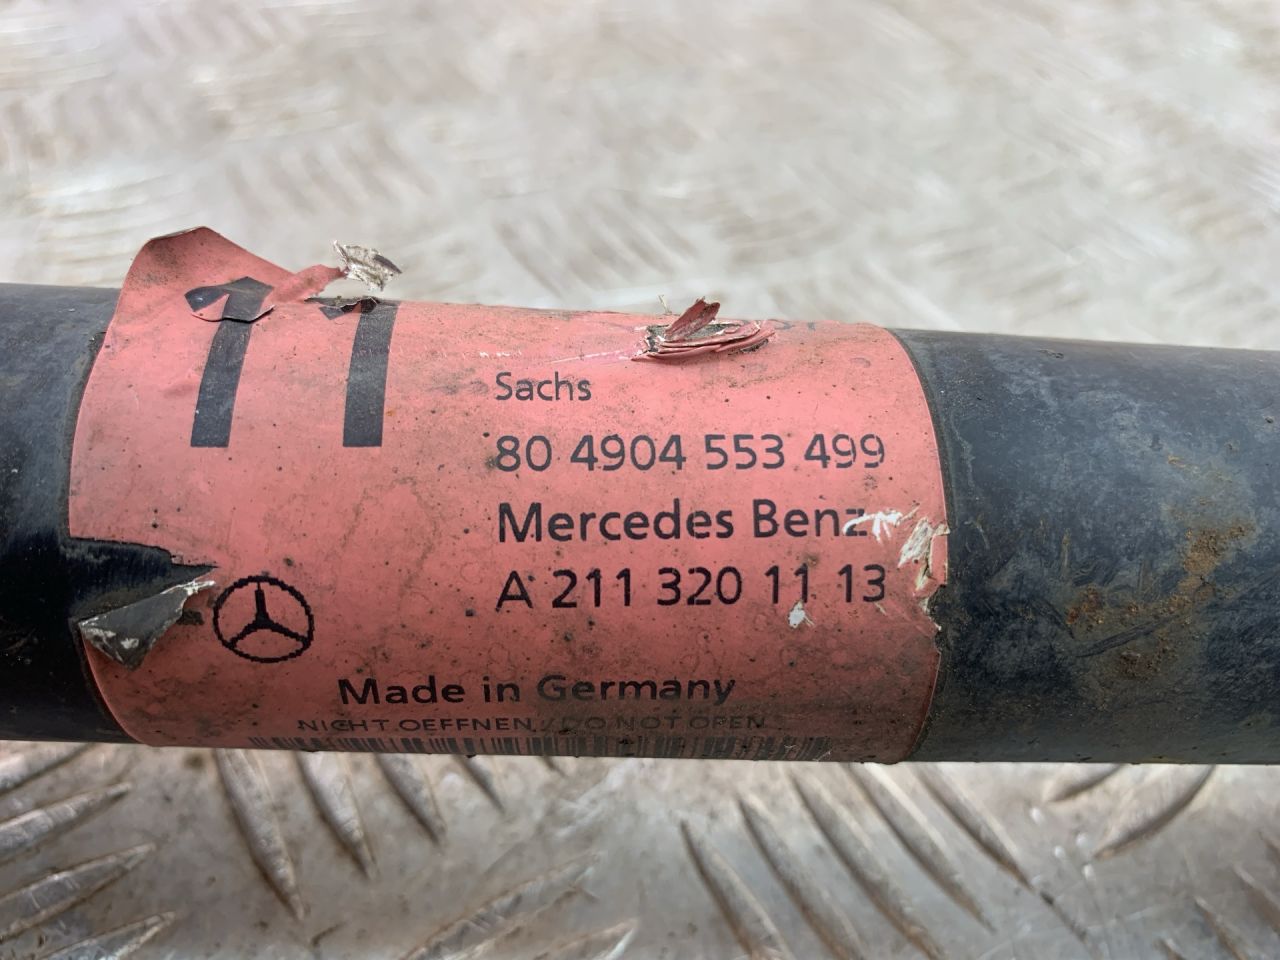 11
Sachs
80 4904 553 499
Mercedes Benz
A 211 320 11 13
Made in Germany
NICHT OEFFNEN / DO NOT OPEN